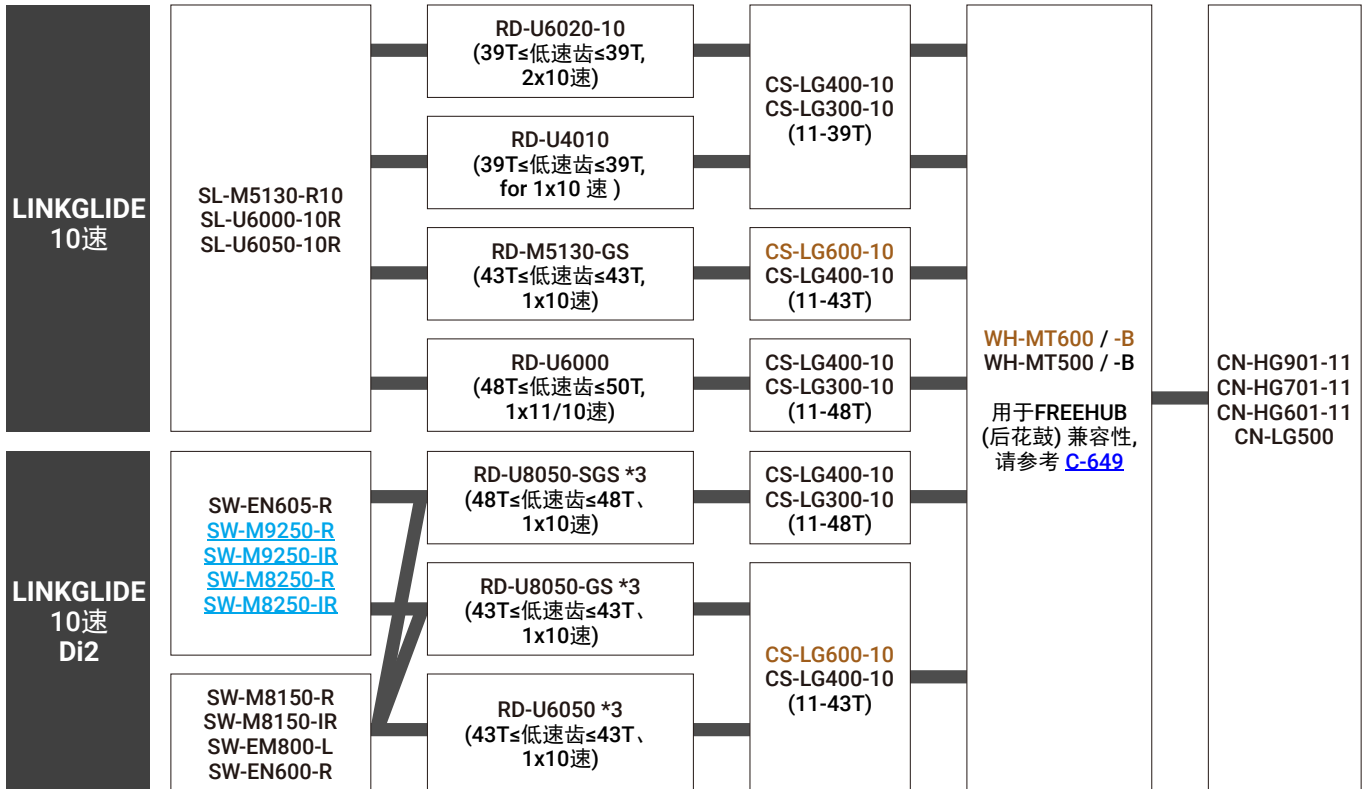 LINKGLIDE
10速
SL-M5130-R10
SL-U6000-10R
SL-U6050-10R
RD-U6020-10
(39T≤低速齿≤39T,
2x10速)
RD-U4010
(39T≤低速齿≤39T,
for 1x10 速 )
RD-M5130-GS
(43T≤低速齿≤43T,
1x10速)
RD-U6000
(48T≤低速齿≤50T,
1x11/10速)
CS-LG400-10
CS-LG300-10
(11-39T)
CS-LG600-10
CS-LG400-10
(11-43T)
CS-LG400-10
CS-LG300-10
(11-48T)
LINKGLIDE
10速
Di2
SW-EN605-R
SW-M9250-R
SW-M9250-IR
SW-M8250-R
SW-M8250-IR
SW-M8150-R
SW-M8150-IR
SW-EM800-L
SW-EN600-R
RD-U8050-SGS *3
(48T≤低速齿≤48T、
1x10速)
RD-U8050-GS *3
(43T≤低速齿≤43T、
1x10速)
RD-U6050 *3
(43T≤低速齿≤43T、
1x10速)
CS-LG400-10
CS-LG300-10
(11-48T)
CS-LG600-10
CS-LG400-10
(11-43T)
WH-MT600 / -B
WH-MT500 / -B
用于FREEHUB
(后花鼓) 兼容性,
请参考 C-649
CN-HG901-11
CN-HG701-11
CN-HG601-11
CN-LG500